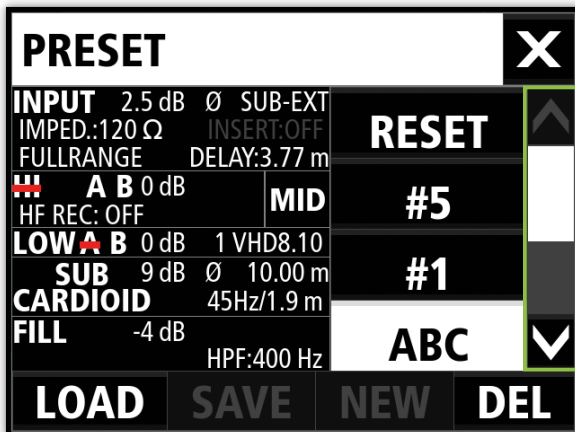 PRESET X
INPUT 2.5 dB Ø SUB-EXT
IMPED.:120 Ω INSERT:OFF
FULLRANGE DELAY:3.77 m
HI A B 0 dB MID
HF REC: OFF
LOW A B 0 dB 1 VHD8.10
SUB 9 dB Ø 10.00 m
CARDIOID 45Hz/1.9 m
FILL -4 dB
HPF:400 Hz
RESET
#5
#1
ABC
LOAD SAVE NEW DEL